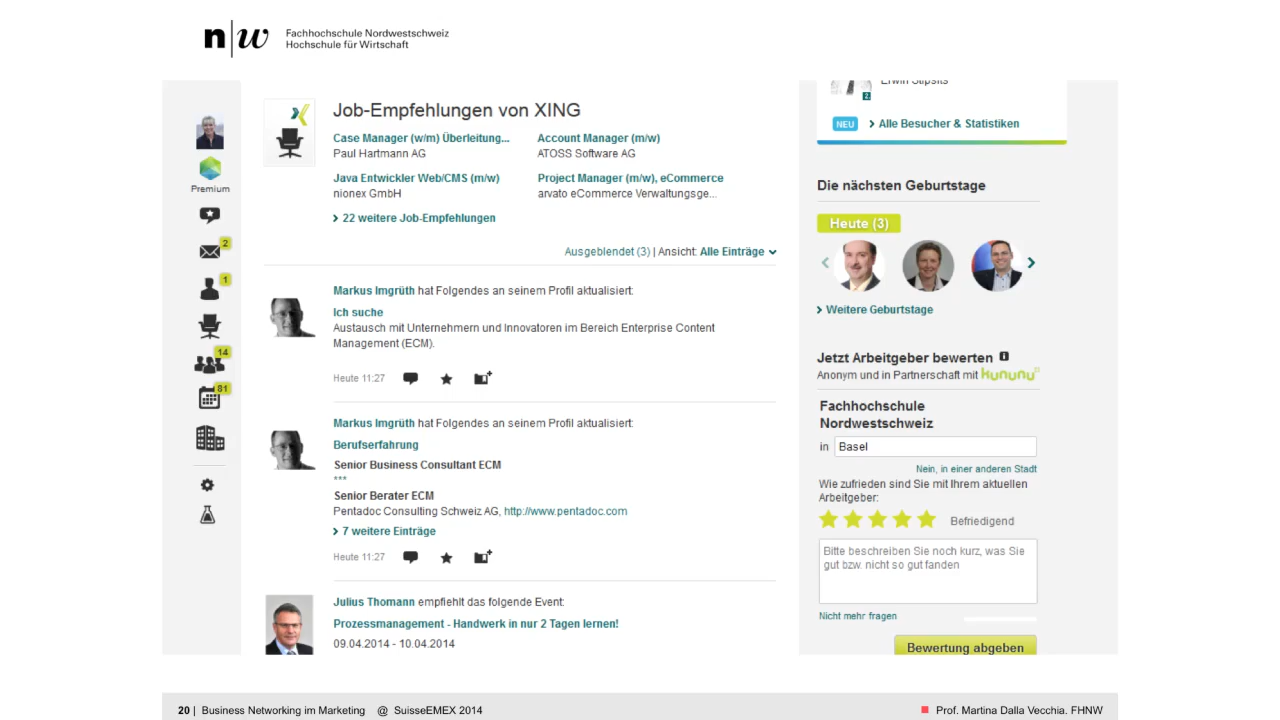 n|w
Fachhochschule Nordwestschweiz
Hochschule für Wirtschaft
Premium
2
1
14
81
Job-Empfehlungen von XING
Case Manager (w/m) Überleitung...
Paul Hartmann AG
Account Manager (m/w)
ATOSS Software AG
Java Entwickler Web/CMS (m/w)
nionex GmbH
Project Manager (m/w), eCommerce
arvato eCommerce Verwaltungsge...
22 weitere Job-Empfehlungen
Ausgeblendet (3) | Ansicht: Alle Einträge
Markus Imgrüth hat Folgendes an seinem Profil aktualisiert:
Ich suche
Austausch mit Unternehmern und Innovatoren im Bereich Enterprise Content
Management (ECM).
Heute 11:27
Markus Imgrüth hat Folgendes an seinem Profil aktualisiert:
Berufserfahrung
Senior Business Consultant ECM
***
Senior Berater ECM
Pentadoc Consulting Schweiz AG, http://www.pentadoc.com
7 weitere Einträge
Heute 11:27
Julius Thomann empfiehlt das folgende Event:
Prozessmanagement - Handwerk in nur 2 Tagen lernen!
09.04.2014 - 10.04.2014
Erwin Stipsits
2
NEU Alle Besucher & Statistiken
Die nächsten Geburtstage
Heute (3)
Weitere Geburtstage
Jetzt Arbeitgeber bewerten
Anonym und in Partnerschaft mit kununu
Fachhochschule
Nordwestschweiz
in Basel
Nein, in einer anderen Stadt
Wie zufrieden sind Sie mit Ihrem aktuellen
Arbeitgeber:
Befriedigend
Bitte beschreiben Sie noch kurz, was Sie
gut bzw. nicht so gut fanden
Nicht mehr fragen
Bewertung abgeben
20 | Business Networking im Marketing @ SuisseEMEX 2014
Prof. Martina Dalla Vecchia. FHNW